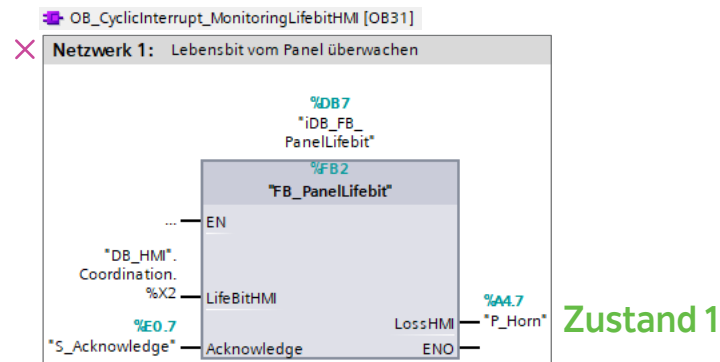 OB_CyclicInterrupt_MonitoringLifebitHMI [OB31]
Netzwerk 1: Lebensbit vom Panel überwachen
%DB7
"iDB_FB_
PanelLifebit"
%FB2
"FB_PanelLifebit"
... EN
"DB_HMI".
Coordination.
%X2 LifeBitHMI
%A4.7
LossHMI "P_Horn"
Zustand 1
%E0.7
"S_Acknowledge" Acknowledge ENO